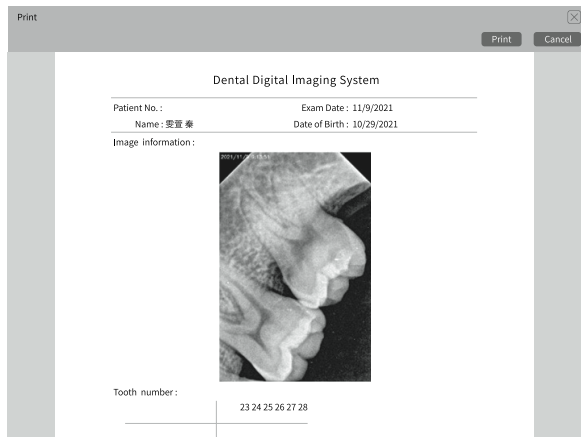 Print
Print Cancel
Dental Digital Imaging System
Patient No. : Exam Date : 11/9/2021
Name : 雯萱 秦 Date of Birth : 10/29/2021
Image information :
Tooth number :
23 24 25 26 27 28